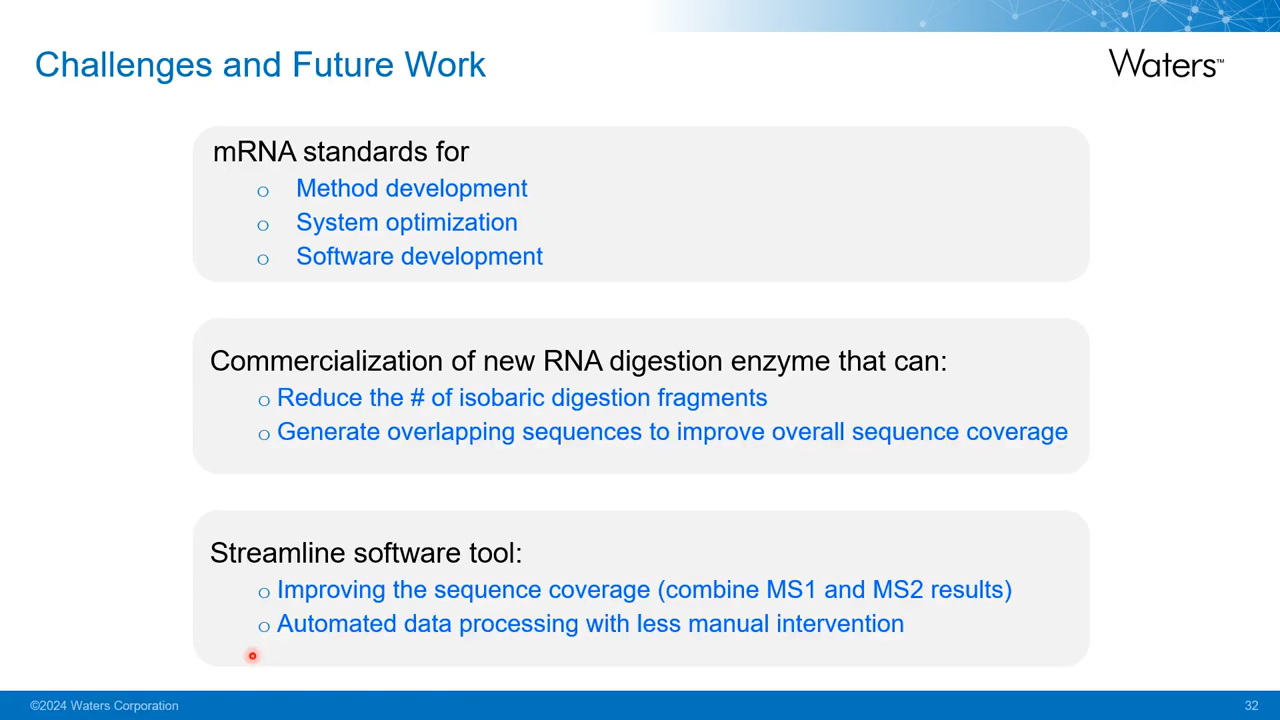 Challenges and Future Work
Waters™
mRNA standards for
o Method development
o System optimization
o Software development
Commercialization of new RNA digestion enzyme that can:
o Reduce the # of isobaric digestion fragments
o Generate overlapping sequences to improve overall sequence coverage
Streamline software tool:
o Improving the sequence coverage (combine MS1 and MS2 results)
o Automated data processing with less manual intervention
©2024 Waters Corporation
32